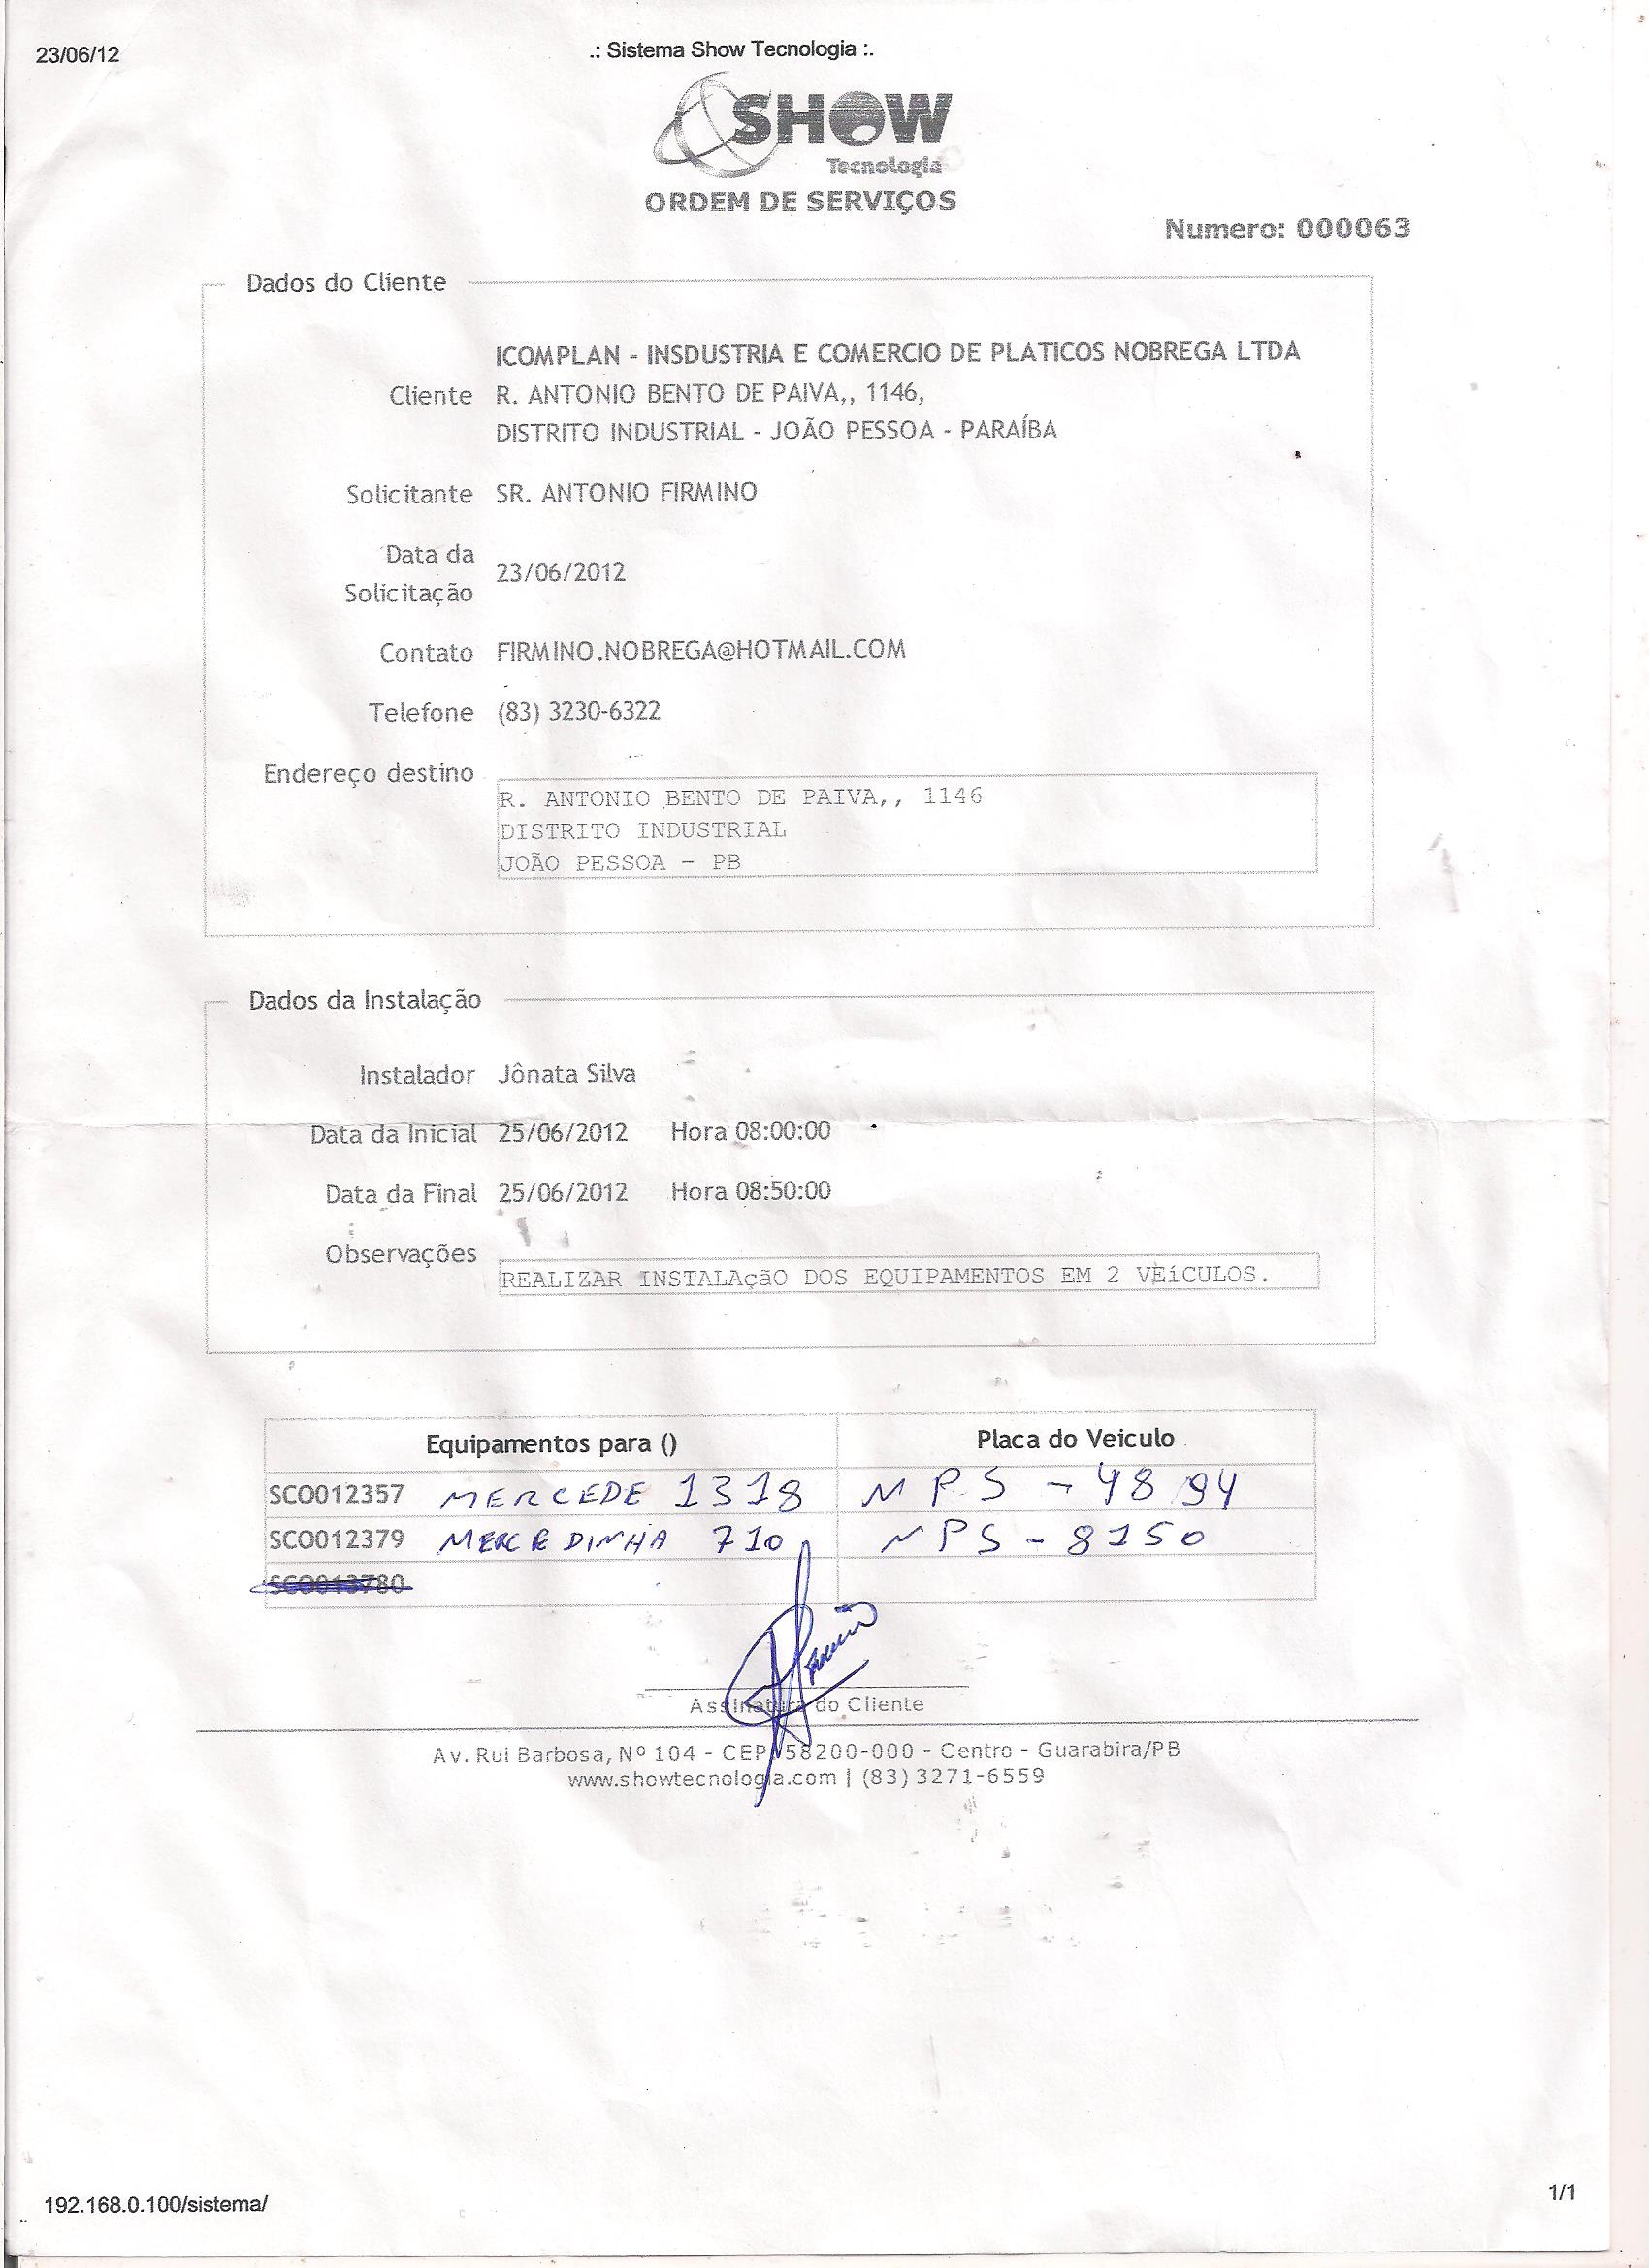 23/06/12
.: Sistema Show Tecnologia :.
SHOW
Tecnologia
ORDEM DE SERVIÇOS
Numero: 000063
Dados do Cliente
ICOMPLAN - INSDUSTRIA E COMERCIO DE PLATICOS NOBREGA LTDA
Cliente R. ANTONIO BENTO DE PAIVA,, 1146,
DISTRITO INDUSTRIAL - JOÃO PESSOA - PARAÍBA
Solicitante SR. ANTONIO FIRMINO
Data da
Solicitação 23/06/2012
Contato FIRMINO.NOBREGA@HOTMAIL.COM
Telefone (83) 3230-6322
Endereço destino
R. ANTONIO BENTO DE PAIVA,, 1146
DISTRITO INDUSTRIAL
JOÃO PESSOA - PB
Dados da Instalação
Instalador Jônata Silva
Data da Inicial 25/06/2012 Hora 08:00:00
Data da Final 25/06/2012 Hora 08:50:00
Observações
REALIZAR INSTALAçãO DOS EQUIPAMENTOS EM 2 VEíCULOS.
Equipamentos para () Placa do Veiculo
SCO012357 MERCEDE 1318 MPS - 4894
SCO012379 MERCEDINHA 710 NPS - 8150
SCO013780
Assinatura do Cliente
Av. Rui Barbosa, Nº 104 - CEP 58200-000 - Centro - Guarabira/PB
www.showtecnologia.com | (83) 3271-6559
192.168.0.100/sistema/
1/1